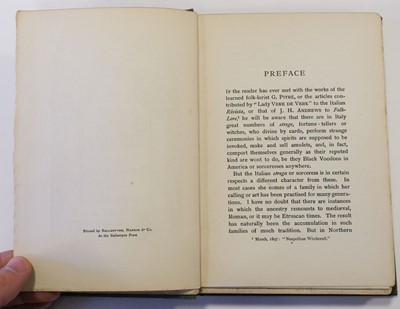 Printed by BALLANTYNE, HANSON & CO.
At the Ballantyne Press
PREFACE
IF the reader has ever met with the works of the
learned folk-lorist G. PITRÉ, or the articles con-
tributed by "Lady VERE DE VERE" to the Italian
Rivista, or that of J. H. ANDREWS to Folk-
Lore,¹ he will be aware that there are in Italy
great numbers of strege, fortune-tellers or
witches, who divine by cards, perform strange
ceremonies in which spirits are supposed to be
invoked, make and sell amulets, and, in fact,
comport themselves generally as their reputed
kind are wont to do, be they Black Voodoos in
America or sorceresses anywhere.
But the Italian strega or sorceress is in certain
respects a different character from these. In
most cases she comes of a family in which her
calling or art has been practised for many genera-
tions. I have no doubt that there are instances
in which the ancestry remounts to mediæval,
Roman, or it may be Etruscan times. The result
has naturally been the accumulation in such
families of much tradition. But in Northern
¹ March, 1897: "Neapolitan Witchcraft."